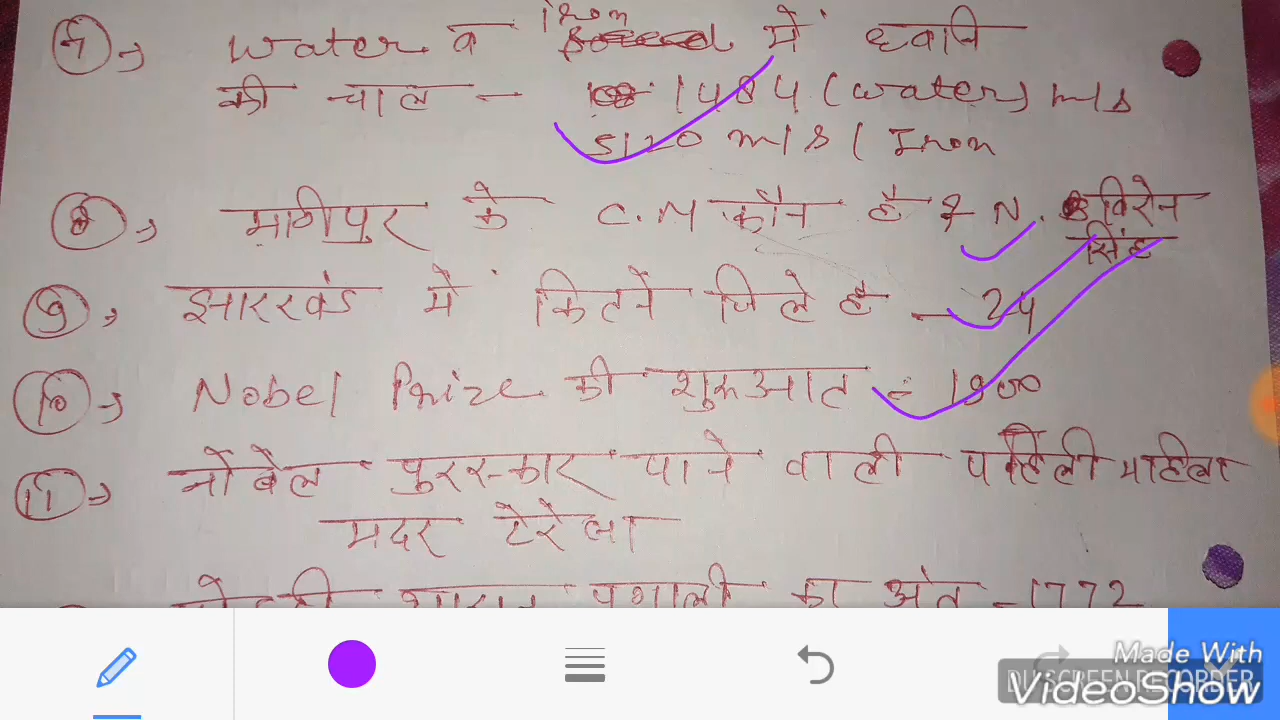 7, Water व iron में ध्वनि
की चाल – 1484 (water) m/s
5120 m/s ( Iron
8, मणीपुर के C.M कौन है ? N. विरेन
सिंह
9, झारखंड में कितने जिले है – 24
10, Nobel Prize की शुरूआत – 1900
11, नोबेल पुरस्कार पाने वाली पहिली महिला
मदर टेरेसा
का अंत – 1772
Made With
VideoShow